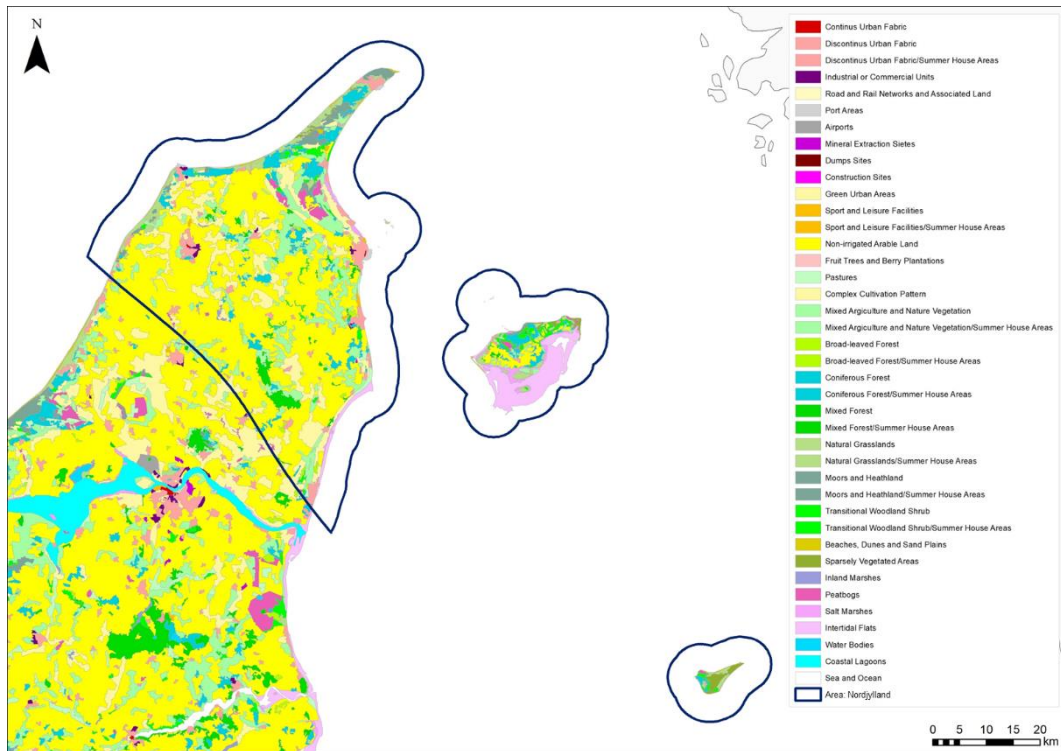 N
Continus Urban Fabric
Discontinus Urban Fabric
Discontinus Urban Fabric/Summer House Areas
Industrial or Commercial Units
Road and Rail Networks and Associated Land
Port Areas
Airports
Mineral Extraction Sietes
Dumps Sites
Construction Sites
Green Urban Areas
Sport and Leisure Facilities
Sport and Leisure Facilities/Summer House Areas
Non-irrigated Arable Land
Fruit Trees and Berry Plantations
Pastures
Complex Cultivation Pattern
Mixed Argiculture and Nature Vegetation
Mixed Argiculture and Nature Vegetation/Summer House Areas
Broad-leaved Forest
Broad-leaved Forest/Summer House Areas
Coniferous Forest
Coniferous Forest/Summer House Areas
Mixed Forest
Mixed Forest/Summer House Areas
Natural Grasslands
Natural Grasslands/Summer House Areas
Moors and Heathland
Moors and Heathland/Summer House Areas
Transitional Woodland Shrub
Transitional Woodland Shrub/Summer House Areas
Beaches, Dunes and Sand Plains
Sparsely Vegetated Areas
Inland Marshes
Peatbogs
Salt Marshes
Intertidal Flats
Water Bodies
Coastal Lagoons
Sea and Ocean
Area: Nordjylland
0 5 10 15 20
km